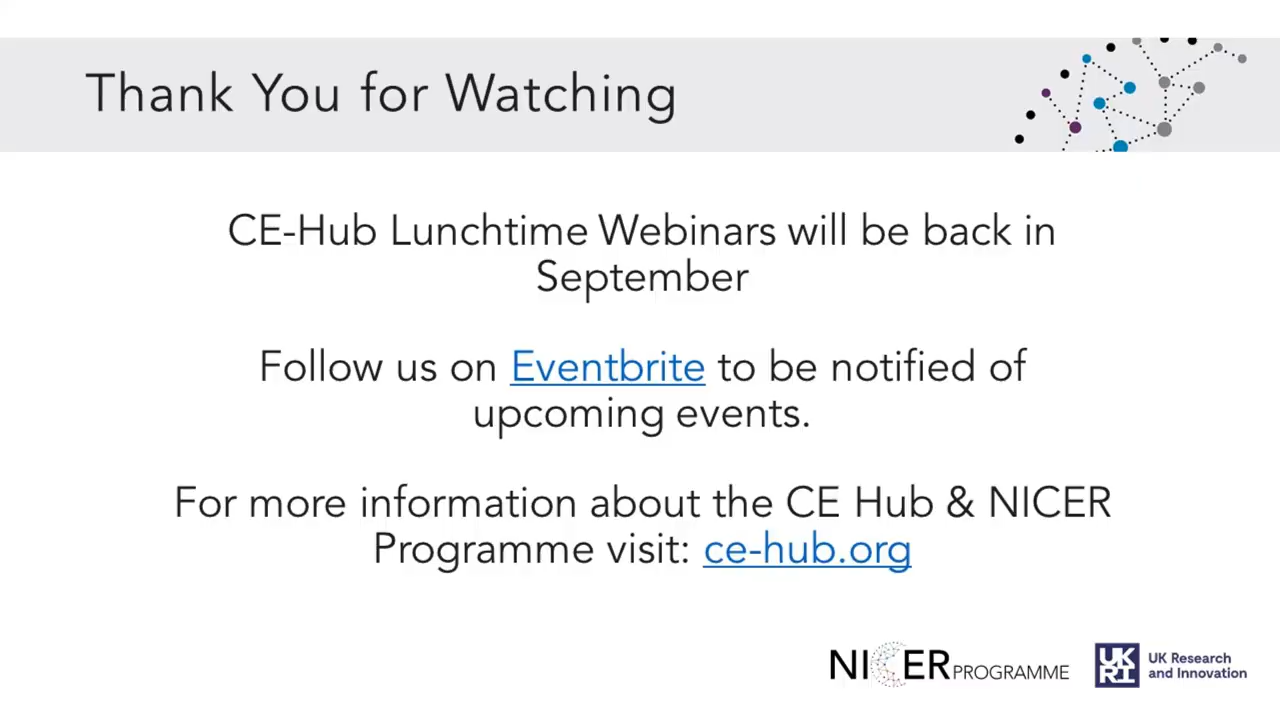 Thank You for Watching
CE-Hub Lunchtime Webinars will be back in
September
Follow us on Eventbrite to be notified of
upcoming events.
For more information about the CE Hub & NICER
Programme visit: ce-hub.org
NICER PROGRAMME
UKRI
UK Research
and Innovation